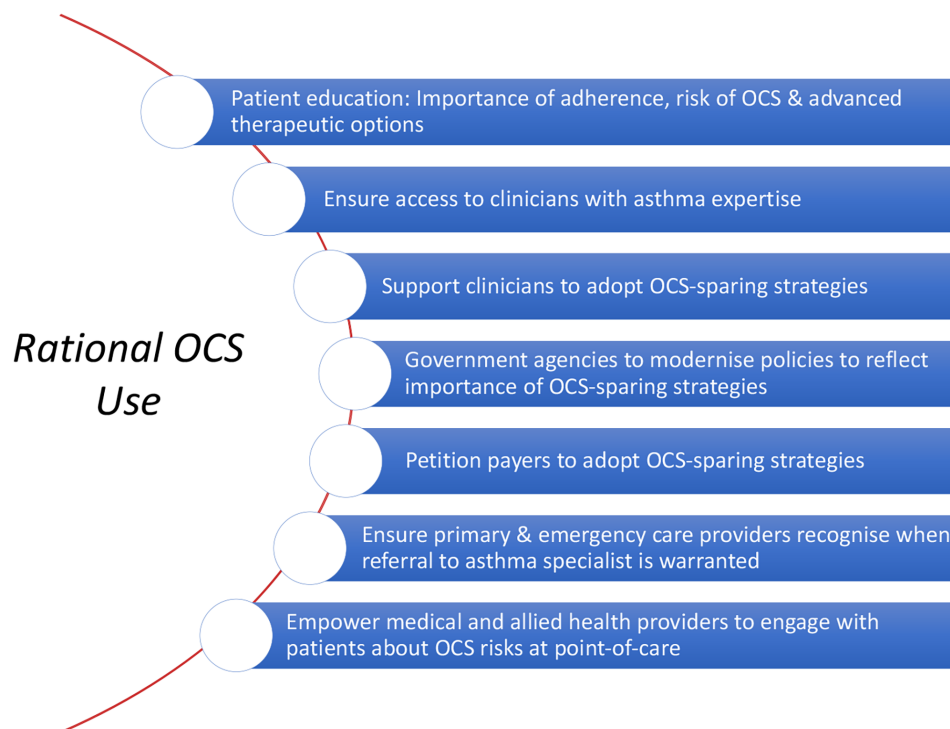 Patient education: Importance of adherence, risk of OCS & advanced
therapeutic options
Ensure access to clinicians with asthma expertise
Support clinicians to adopt OCS-sparing strategies
Rational OCS
Use
Government agencies to modernise policies to reflect
importance of OCS-sparing strategies
Petition payers to adopt OCS-sparing strategies
Ensure primary & emergency care providers recognise when
referral to asthma specialist is warranted
Empower medical and allied health providers to engage with
patients about OCS risks at point-of-care